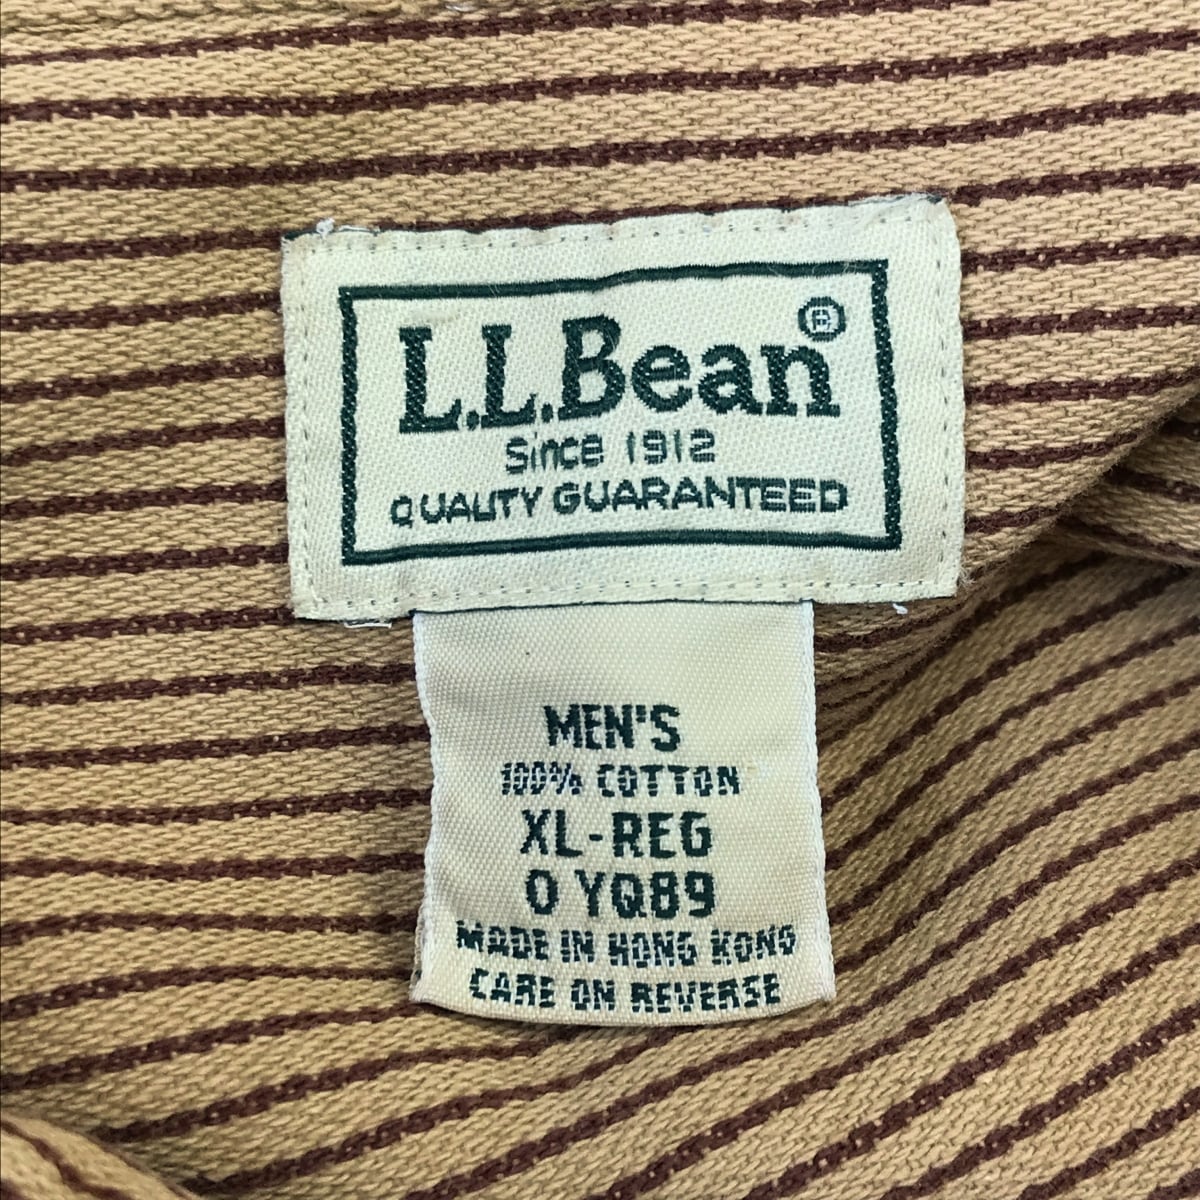 L.L.Bean®
Since 1912
QUALITY GUARANTEED
MEN'S
100% COTTON
XL-REG
0 YQ89
MADE IN HONG KONG
CARE ON REVERSE